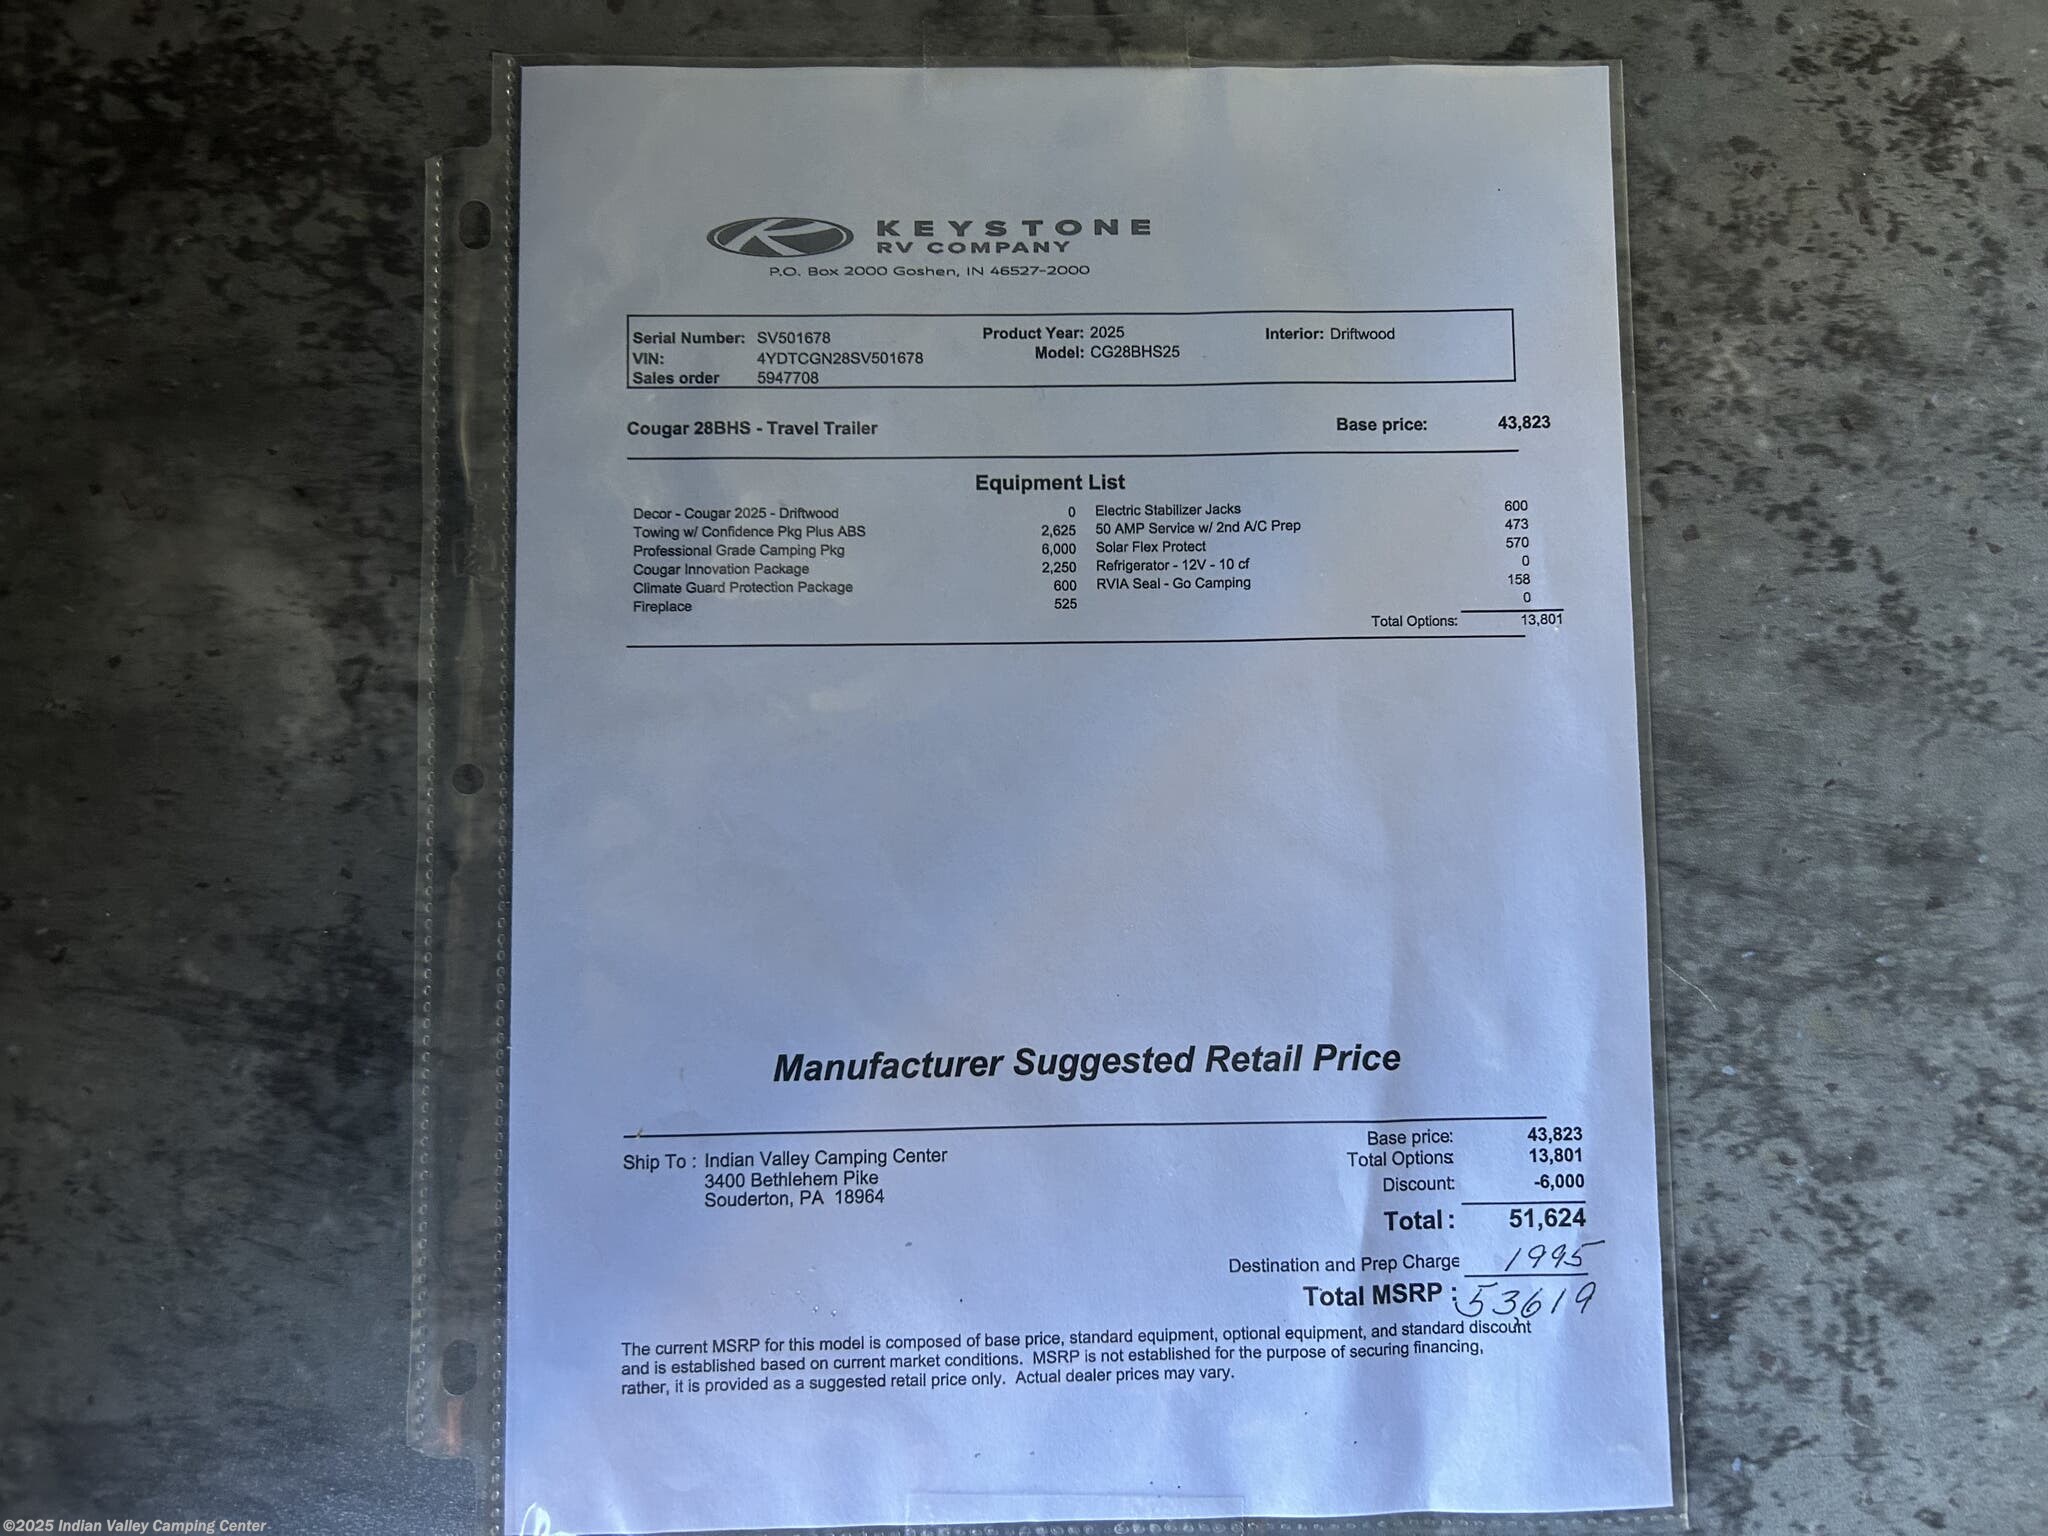 KEYSTONE
RV COMPANY
P.O. Box 2000 Goshen, IN 46527-2000
Serial Number: SV501678 Product Year: 2025 Interior: Driftwood
VIN: 4YDTCGN28SV501678 Model: CG28BHS25
Sales order 5947708
Cougar 28BHS - Travel Trailer Base price: 43,823
Equipment List
Decor - Cougar 2025 - Driftwood 0 Electric Stabilizer Jacks 600
Towing w/ Confidence Pkg Plus ABS 2,625 50 AMP Service w/ 2nd A/C Prep 473
Professional Grade Camping Pkg 6,000 Solar Flex Protect 570
Cougar Innovation Package 2,250 Refrigerator - 12V - 10 cf 0
Climate Guard Protection Package 600 RVIA Seal - Go Camping 158
Fireplace 525 0
Total Options: 13,801
Manufacturer Suggested Retail Price
Base price: 43,823
Ship To : Indian Valley Camping Center Total Options: 13,801
3400 Bethlehem Pike Discount: -6,000
Souderton, PA 18964
Total : 51,624
Destination and Prep Charge 1995
Total MSRP : 53,619
The current MSRP for this model is composed of base price, standard equipment, optional equipment, and standard discount
and is established based on current market conditions. MSRP is not established for the purpose of securing financing,
rather, it is provided as a suggested retail price only. Actual dealer prices may vary.
©2025 Indian Valley Camping Center